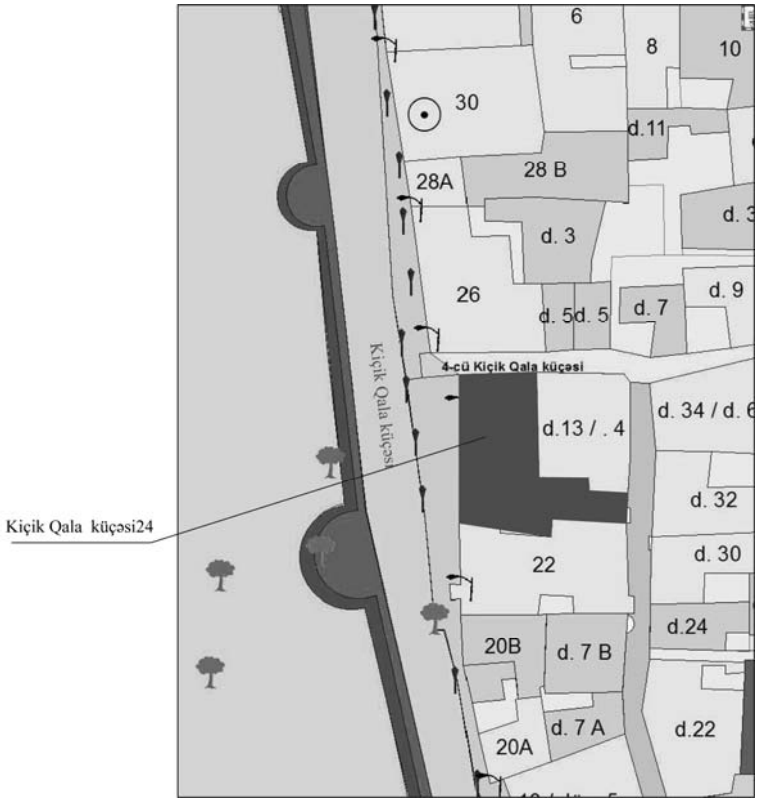 6
8
10
30
d.11
28 B
28A
d. 3
d. 3
26
d. 9
d. 7
d. 5
d. 5
Kiçik Qala küçəsi
4-cü Kiçik Qala küçəsi
d. 34 / d. 6
d.13 / . 4
d. 32
Kiçik Qala küçəsi24
d. 30
22
d.24
20B
d. 7 B
d. 7 A
d.22
20A